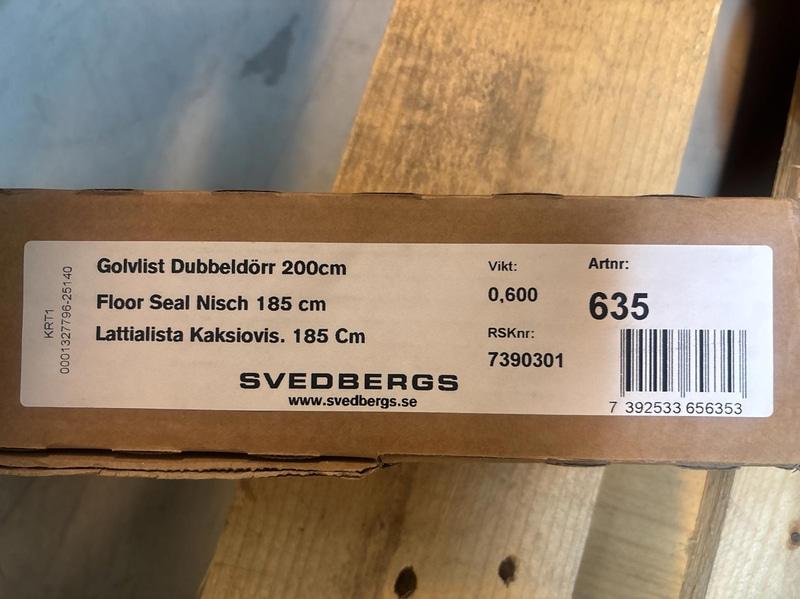 KRT1
0001327796-25140
Golvlist Dubbeldörr 200cm
Floor Seal Nisch 185 cm
Lattialista Kaksiovis. 185 Cm
SVEDBERGS
www.svedbergs.se
Vikt:
0,600
RSKnr:
7390301
Artnr:
635
7 392533 656353